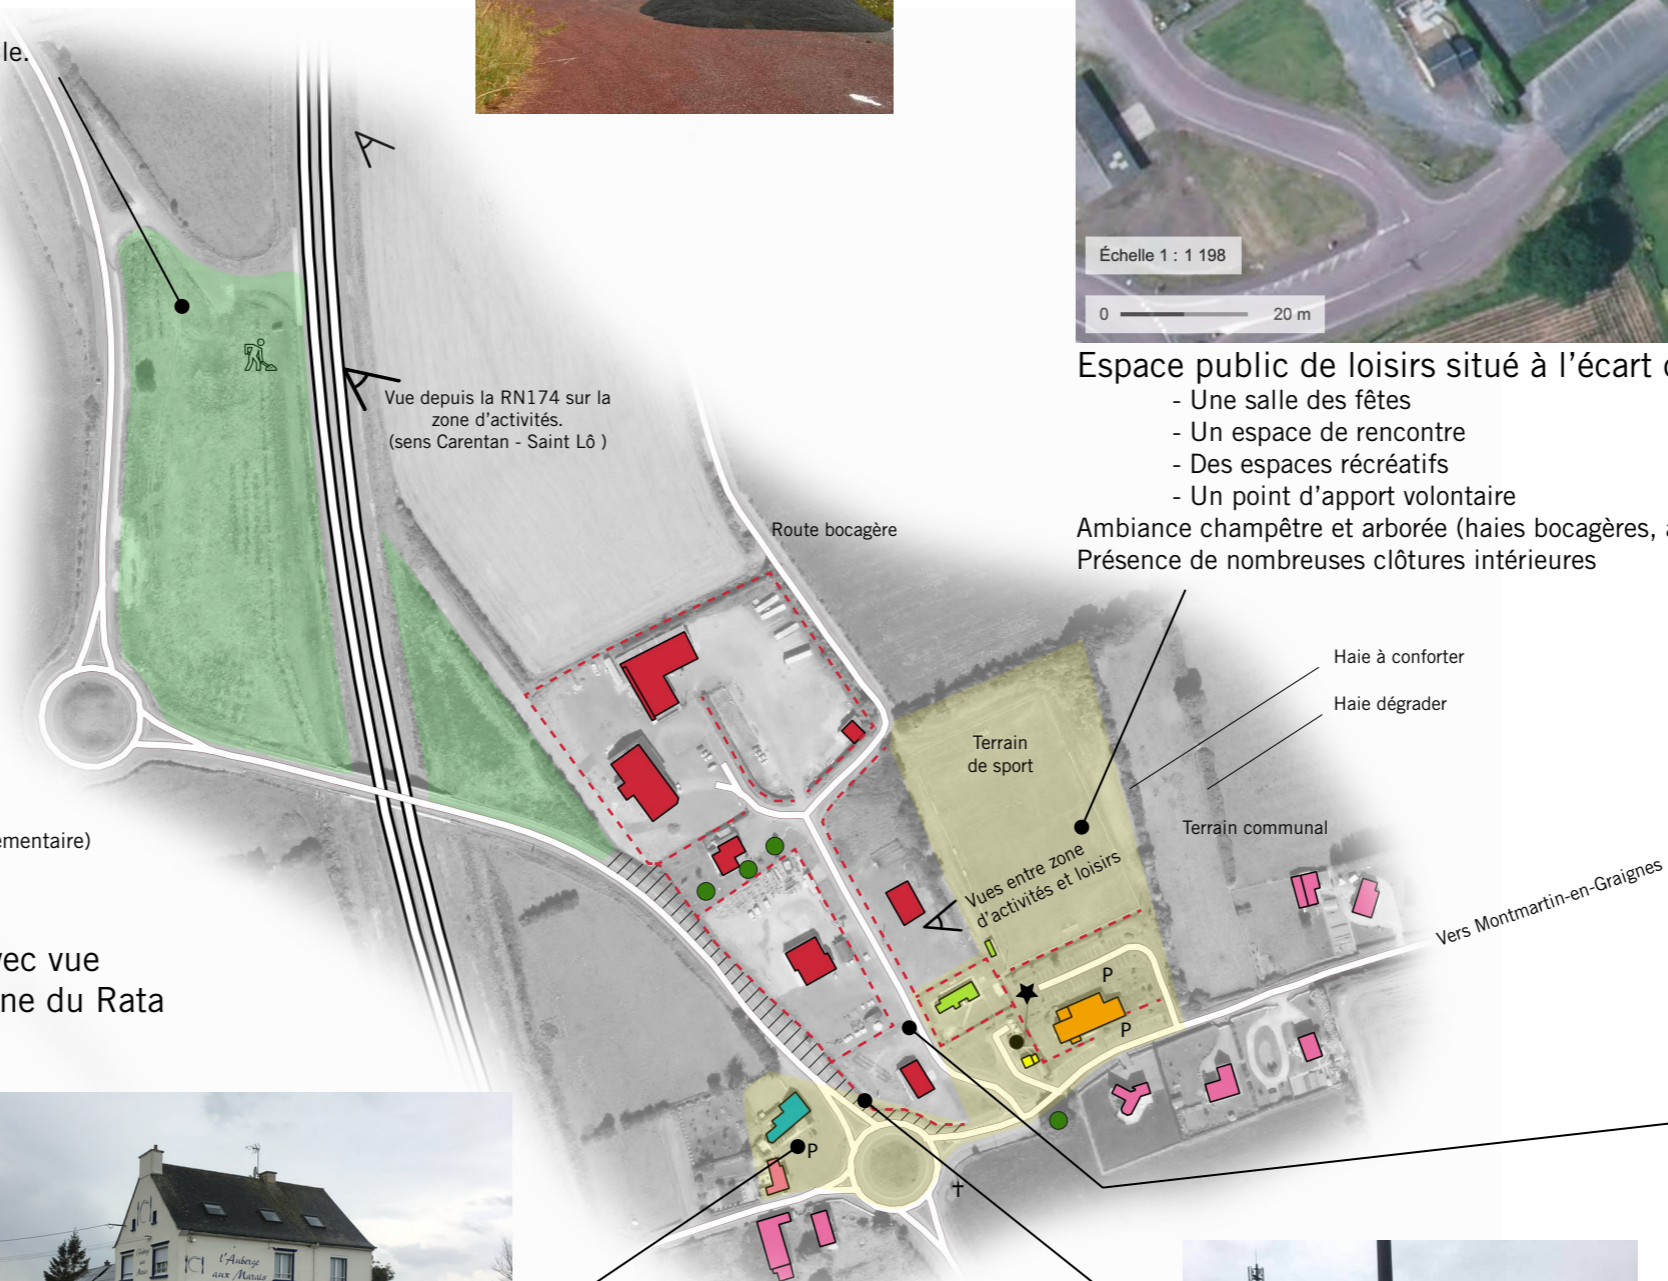 le.
Échelle 1 : 1 198
0 20 m
Vue depuis la RN174 sur la
zone d'activités.
(sens Carentan - Saint Lô )
Espace public de loisirs situé à l'écart
- Une salle des fêtes
- Un espace de rencontre
- Des espaces récréatifs
- Un point d'apport volontaire
Ambiance champêtre et arborée (haies bocagères,
Présence de nombreuses clôtures intérieures
Route bocagère
Haie à conforter
Haie dégrader
Terrain
de sport
Terrain communal
émentaire)
Vues entre zone
d'activités et loisirs
Vers Montmartin-en-Graignes
vec vue
ne du Rata
P
P
P
l'Auberge
aux Marais